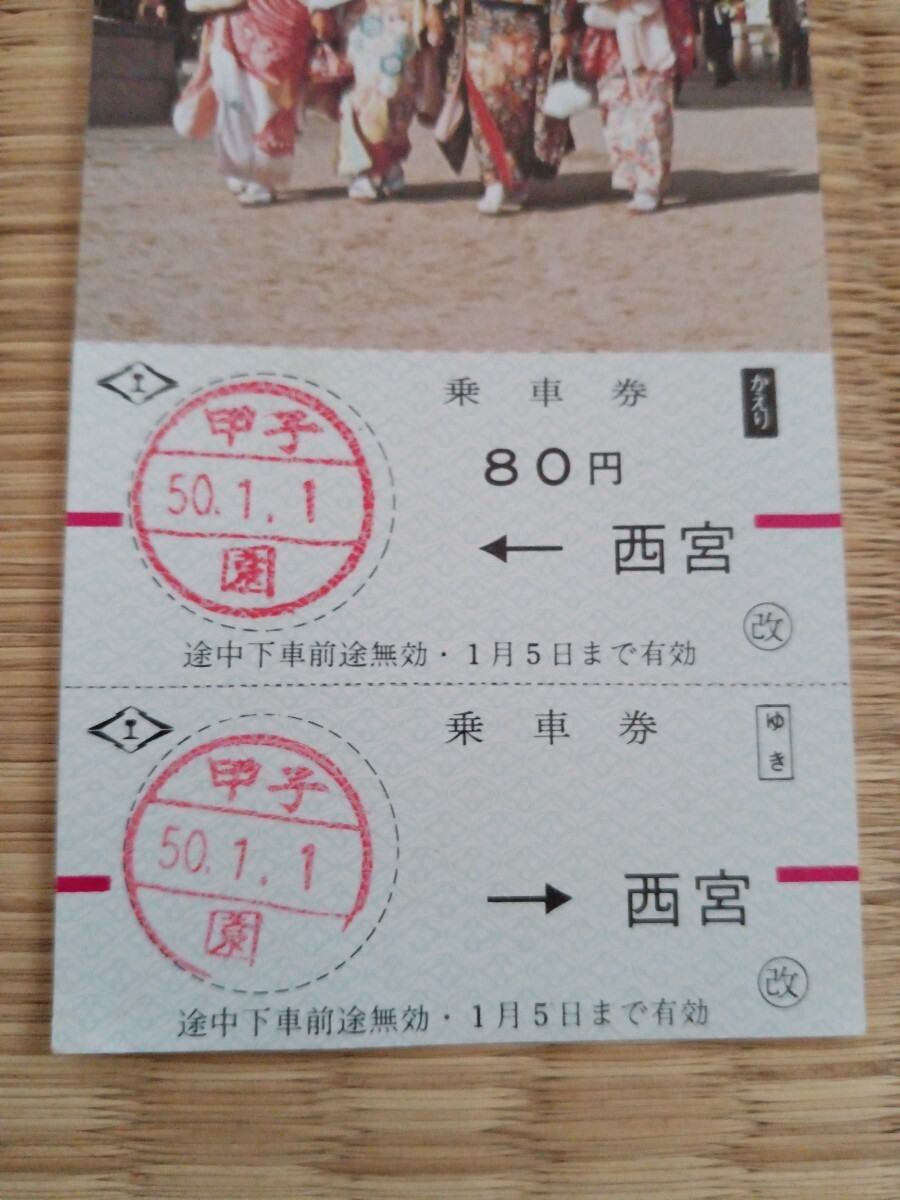 乗車券
かえり
甲子
50.1.1
園
80円
← 西宮
改
途中下車前途無効・1月5日まで有効
乗車券
ゆき
甲子
50.1.1
園
→ 西宮
改
途中下車前途無効・1月5日まで有効